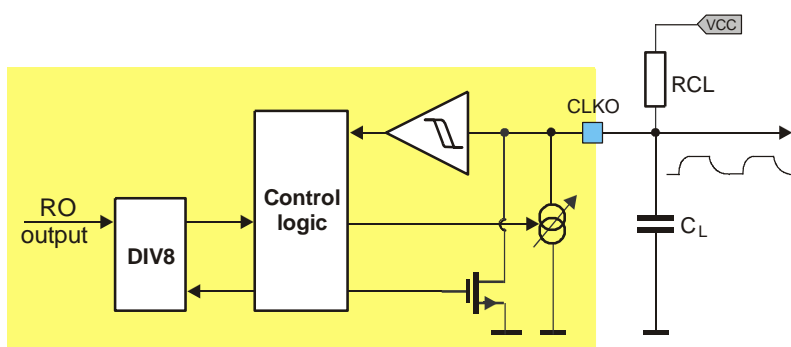 VCC
RCL
CLKO
Control
logic
RO
output
DIV8
CL